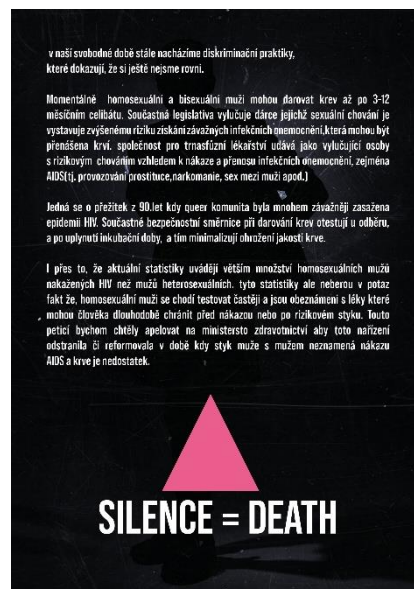 v naší svobodné době stále nacházíme diskriminační praktiky,
které dokazují, že si ještě nejsme rovni.
Momentálně homosexuální a bisexuální muži mohou darovat krev až po 3-12
měsíčním celibátu. Součastná legislativa vylučuje dárce jejichž sexuální chování je
vystavuje zvýšenému riziku získání závažných infekčních onemocnění,která mohou být
přenášena krví. společnost pro trnasfúzní lékařství udává jako vylučující osoby
s rizikovým chováním vzhledem k nákaze a přenosu infekčních onemocnění, zejména
AIDS(tj. provozování prostituce,narkomanie, sex mezi muži apod.)
Jedná se o přežitek z 90.let kdy queer komunita byla mnohem závažněji zasažena
epidemií HIV. Součastné bezpečnostní směrnice při darování krev otestují u odběru,
a po uplynutí inkubační doby, a tím minimalizují ohrožení jakosti krve.
I přes to, že aktuální statistiky uvádějí větším množství homosexuálních mužů
nakažených HIV než mužů heterosexuálních. tyto statistiky ale neberou v potaz
fakt že, homosexuální muži se chodí testovat častěji a jsou obeznámeni s léky které
mohou člověka dlouhodobě chránit před nákazou nebo po rizikovém styku. Touto
peticí bychom chtěly apelovat na ministersto zdravotnictví aby toto nařízení
odstranila či reformovala v době kdy styk muže s mužem neznamená nákazu
AIDS a krve je nedostatek.
SILENCE = DEATH